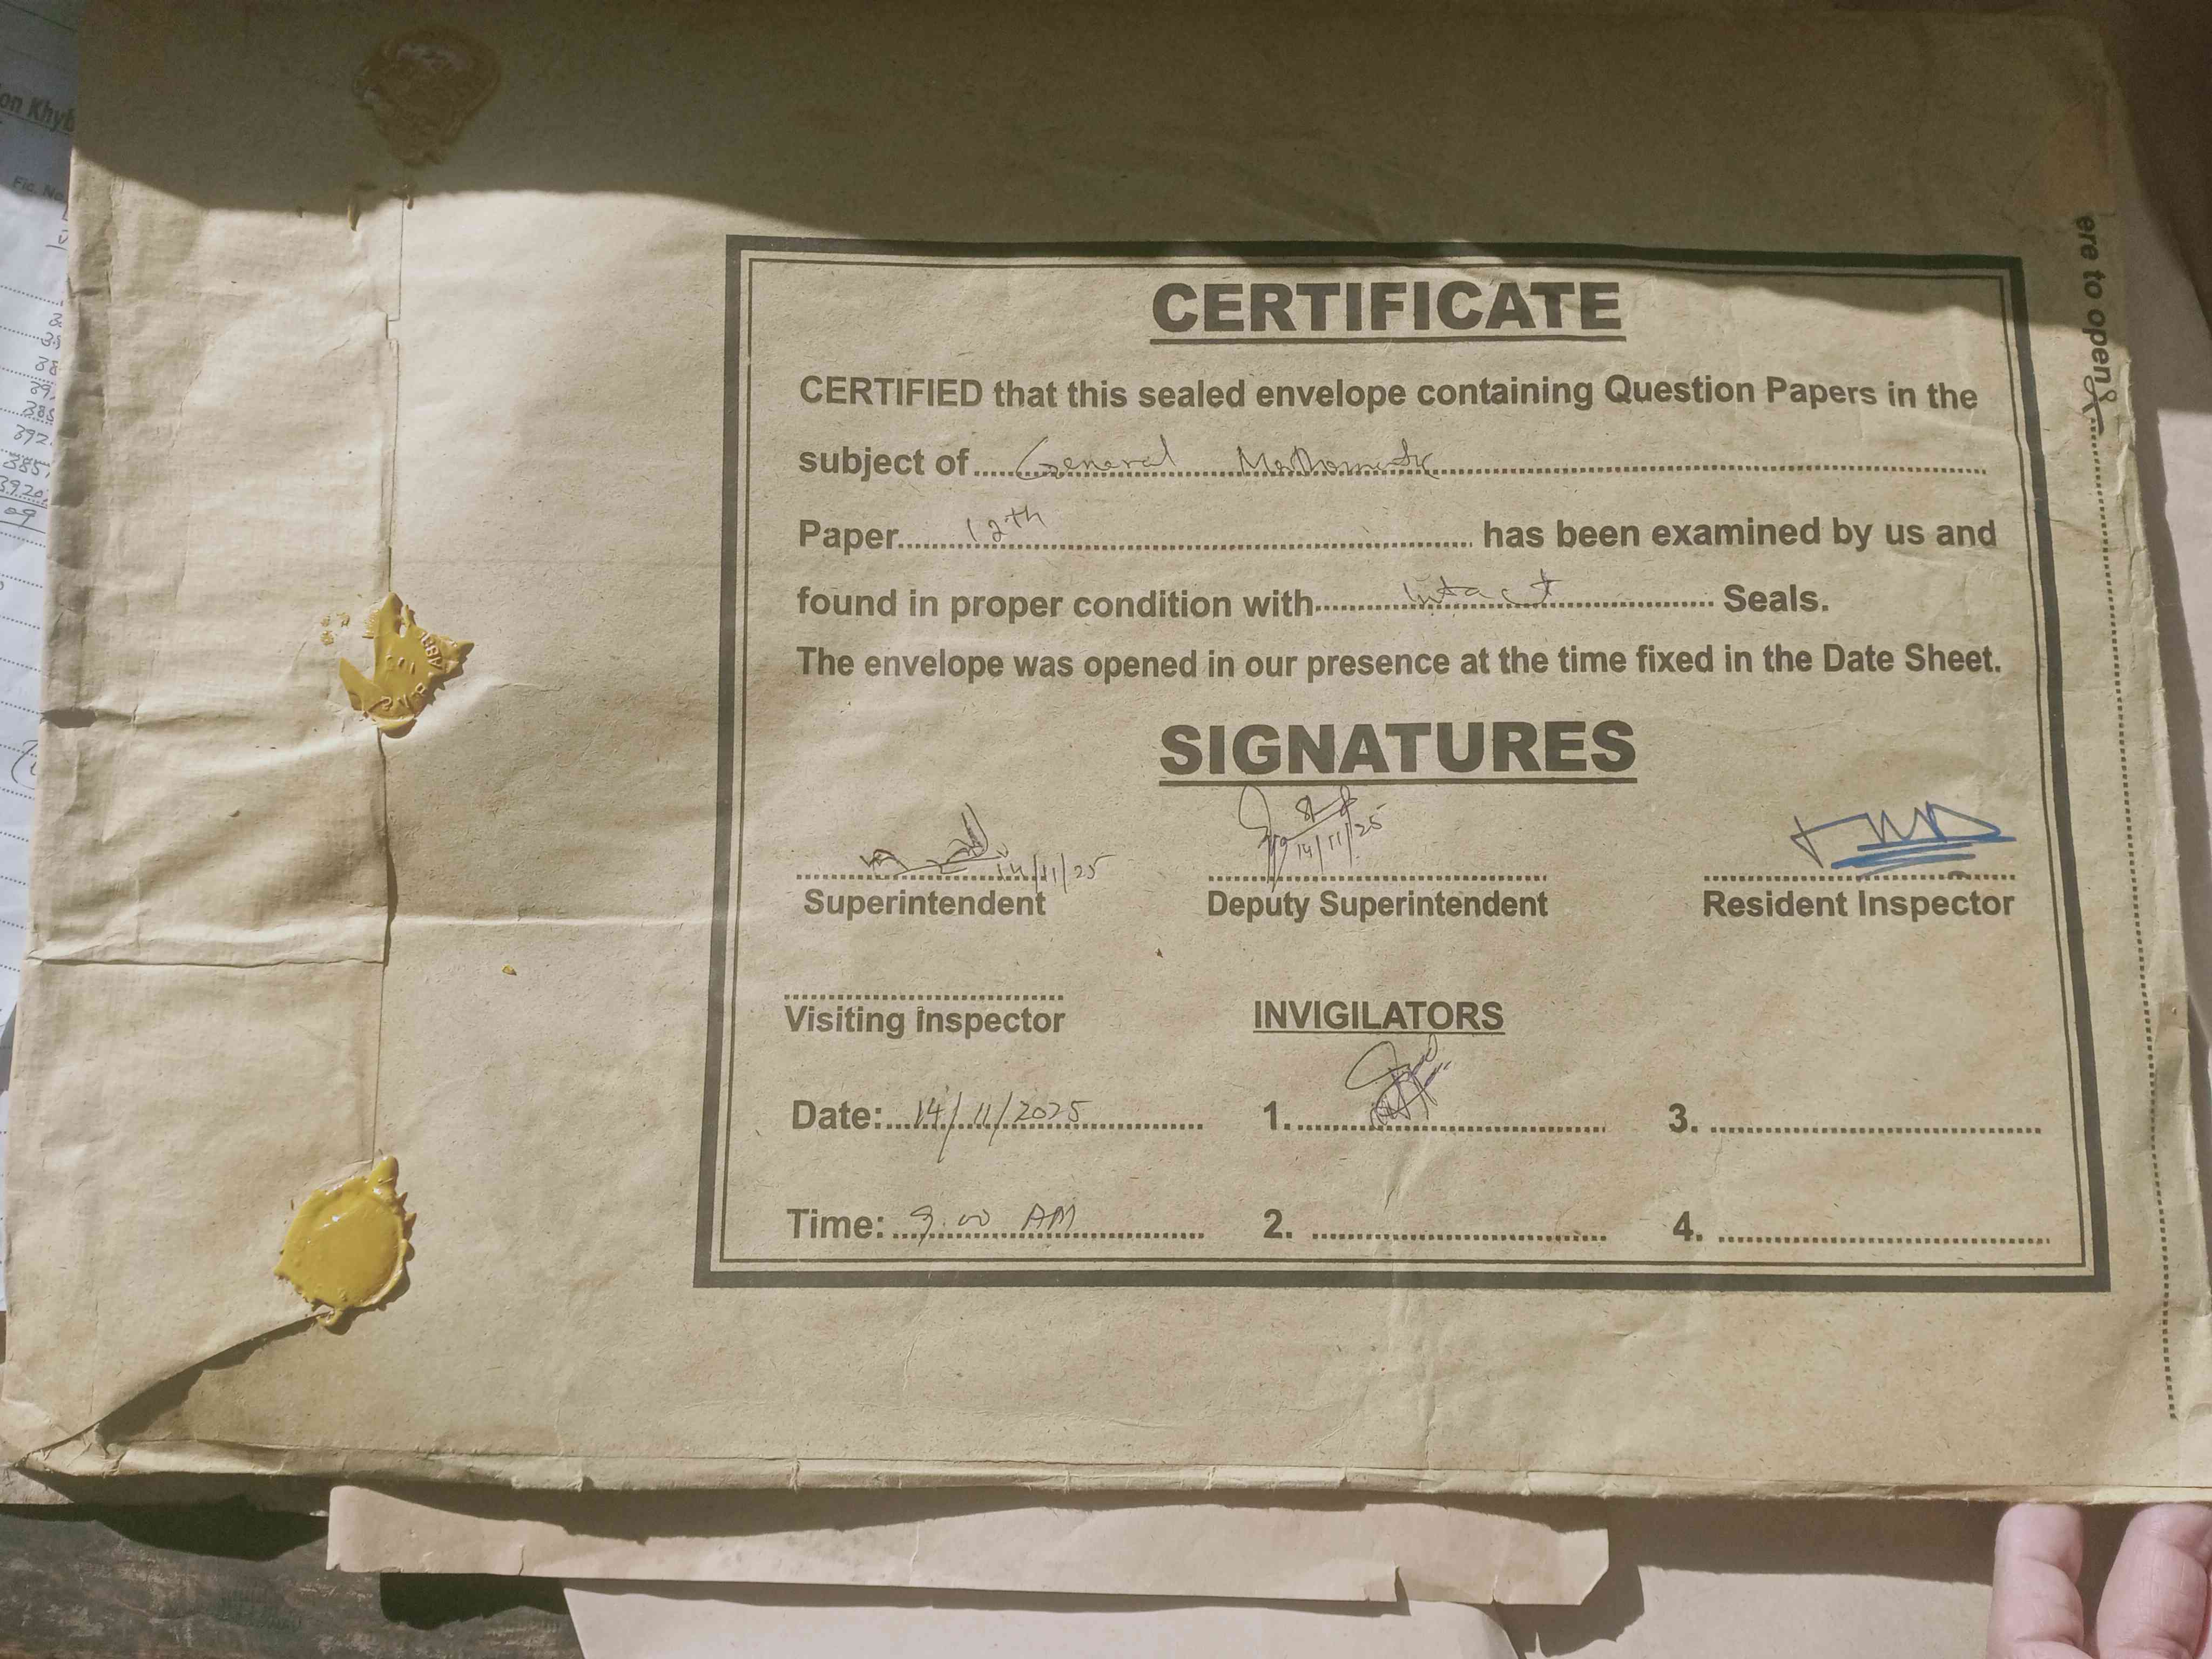 CERTIFICATE
CERTIFIED that this sealed envelope containing Question Papers in the
subject of General
Paper 12th has been examined by us and
found in proper condition with Intact Seals.
The envelope was opened in our presence at the time fixed in the Date Sheet.
SIGNATURES
14/11/25
14/11/25
Superintendent Deputy Superintendent Resident Inspector
Visiting Inspector INVIGILATORS
Date: 14/11/2025 1. 3.
Time: 9.00 AM 2. 4.
ere to open
on Khyb